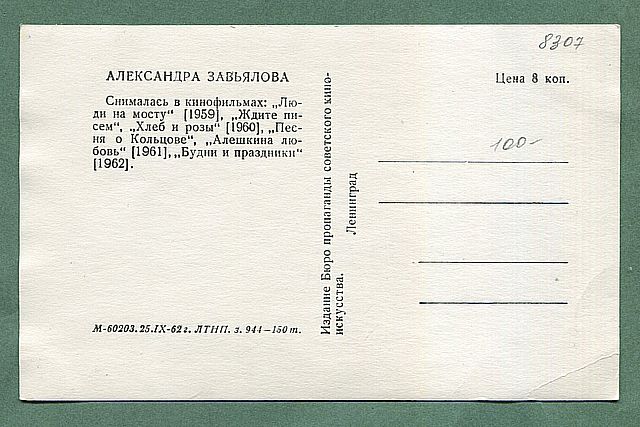 8307
АЛЕКСАНДРА ЗАВЬЯЛОВА
Снималась в кинофильмах: „Лю-
ди на мосту“ [1959], „Ждите пи-
сем“, „Хлеб и розы“ [1960], „Пес-
ня о Кольцове“, „Алешкина лю-
бовь“ [1961], „Будни и праздники“
[1962].
М-60203. 25.IX-62 г. ЛТНП. з. 944—150 т.
Издание Бюро пропаганды советского кино-
искусства.
Ленинград
Цена 8 коп.
100-